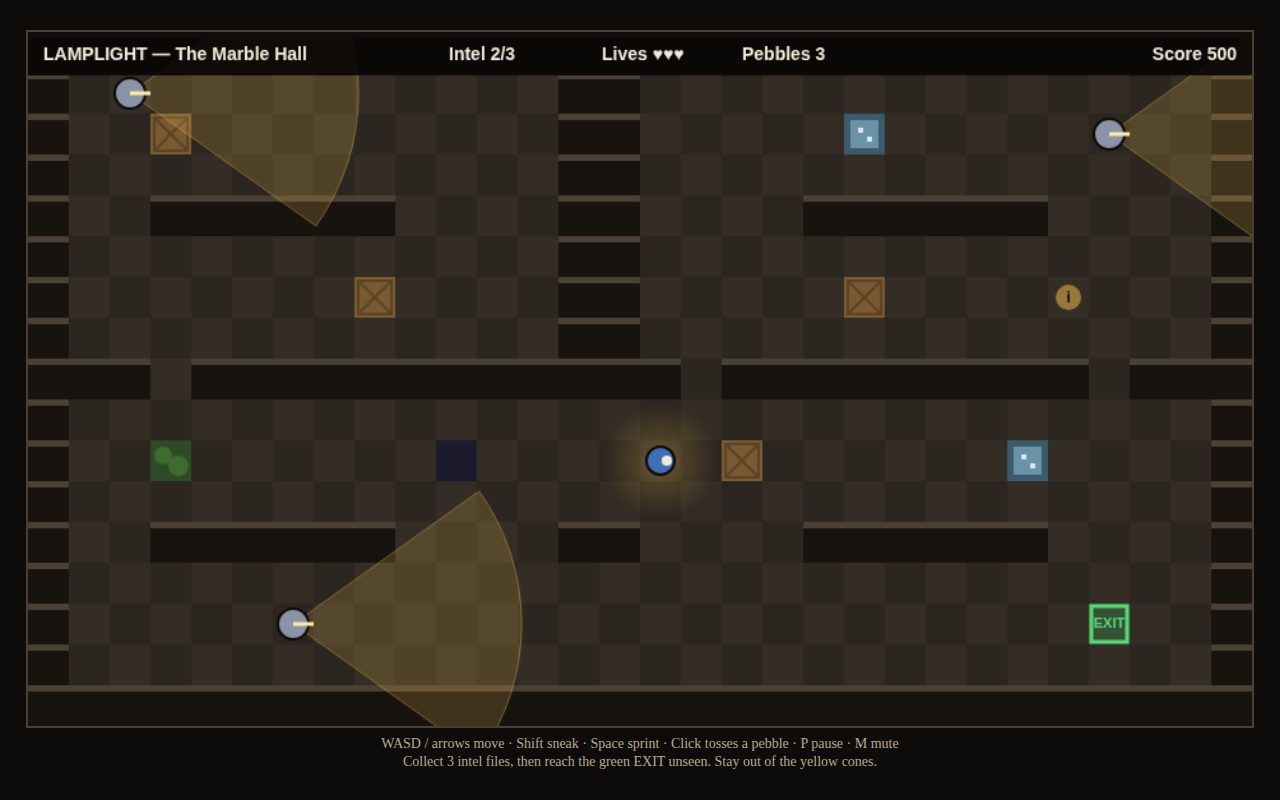 LAMPLIGHT — The Marble Hall Intel 2/3 Lives ♥♥♥ Pebbles 3 Score 500
i
EXIT
WASD / arrows move · Shift sneak · Space sprint · Click tosses a pebble · P pause · M mute
Collect 3 intel files, then reach the green EXIT unseen. Stay out of the yellow cones.